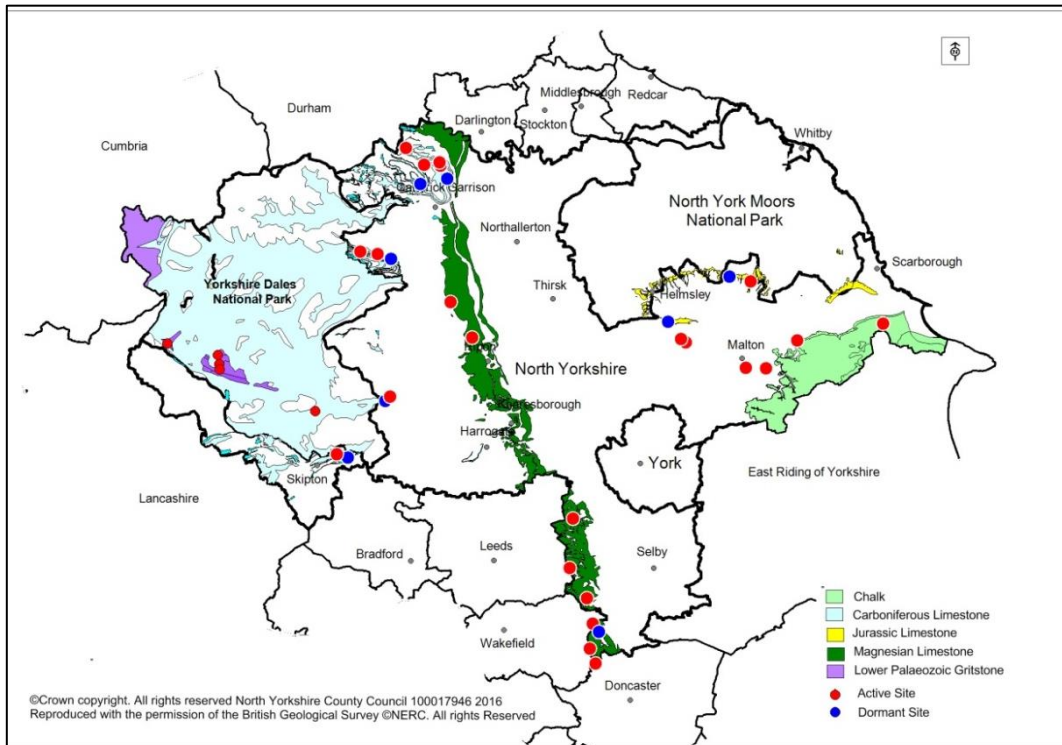 Durham
Middlesbrough
Redcar
Darlington
Stockton
Cumbria
Whitby
North York Moors
National Park
Northallerton
Scarborough
Yorkshire Dales
National Park
Thirsk
Helmsley
Malton
North Yorkshire
Harrogate
York
East Riding of Yorkshire
Skipton
Lancashire
Bradford
Leeds
Selby
Wakefield
Doncaster
Chalk
Carboniferous Limestone
Jurassic Limestone
Magnesian Limestone
Lower Palaeozoic Gritstone
Active Site
Dormant Site
©Crown copyright. All rights reserved North Yorkshire County Council 100017946 2016
Reproduced with the permission of the British Geological Survey ©NERC. All rights Reserved